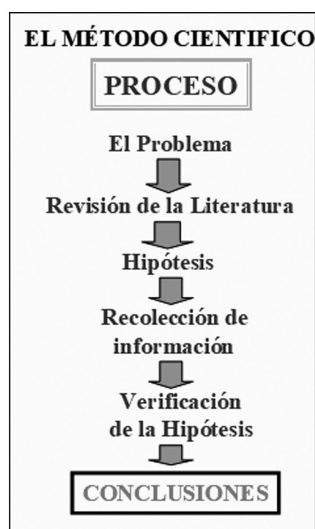 EL MÉTODO CIENTIFICO
PROCESO
El Problema
Revisión de la Literatura
Hipótesis
Recolección de
información
Verificación
de la Hipótesis
CONCLUSIONES